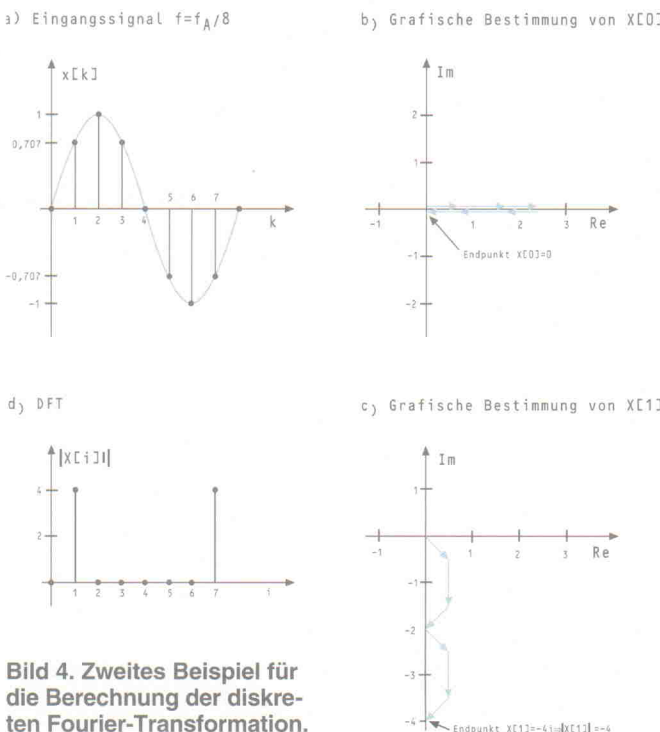 a) Eingangssignal f=fA/8
x[k]
1
0,707
5 6 7
1 2 3 4
k
-0,707
-1
b) Grafische Bestimmung von X[0]
Im
2
1
-1 1 2 3 Re
Endpunkt X[0]=0
-1
-2
d) DFT
|X[i]|
4
2
1 2 3 4 5 6 7 i
c) Grafische Bestimmung von X[1]
Im
1
-1 1 2 3 Re
-1
-2
-3
-4
Endpunkt X[1]=-4i⇒|X[1]|=-4
Bild 4. Zweites Beispiel für
die Berechnung der diskre-
ten Fourier-Transformation.